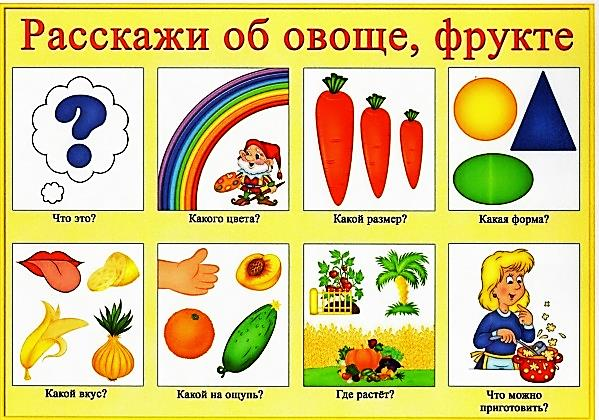 Расскажи об овоще, фрукте
Что это?
Какого цвета?
Какой размер?
Какая форма?
Какой вкус?
Какой на ощупь?
Где растёт?
Что можно
приготовить?